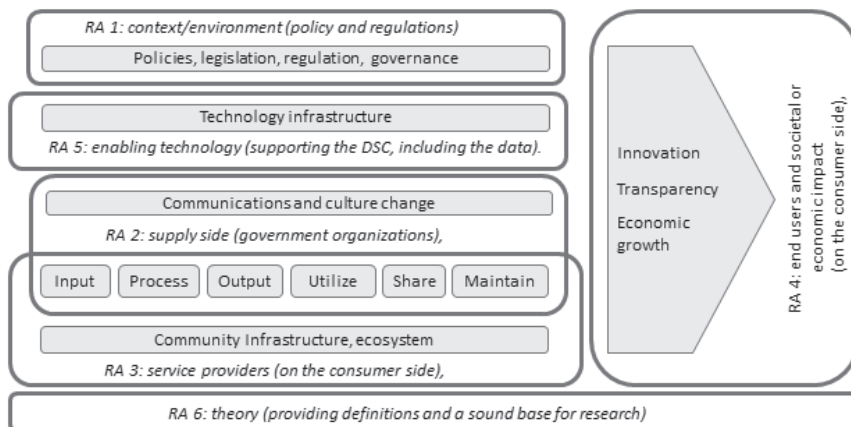 RA 1: context/environment (policy and regulations)
Policies, legislation, regulation, governance
Technology infrastructure
RA 5: enabling technology (supporting the DSC, including the data).
Communications and culture change
RA 2: supply side (government organizations),
Input Process Output Utilize Share Maintain
Community Infrastructure, ecosystem
RA 3: service providers (on the consumer side),
Innovation
Transparency
Economic
growth
RA 4: end users and societal or
economic impact
(on the consumer side),
RA 6: theory (providing definitions and a sound base for research)